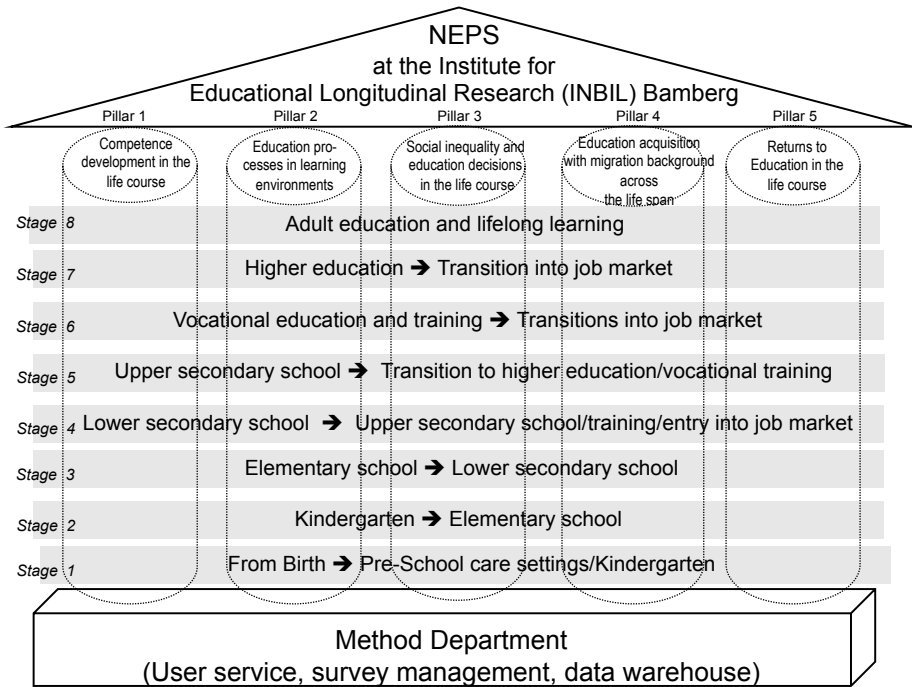 NEPS
at the Institute for
Educational Longitudinal Research (INBIL) Bamberg
Pillar 1
Pillar 2
Pillar 3
Pillar 4
Pillar 5
Competence
development in the
life course
Education pro-
cesses in learning
environments
Social inequality and
education decisions
in the life course
Education acquisition
with migration background
across
the life span
Returns to
Education in the
life course
Stage 8
Adult education and lifelong learning
Stage 7
Higher education ➔ Transition into job market
Stage 6
Vocational education and training ➔ Transitions into job market
Stage 5
Upper secondary school ➔ Transition to higher education/vocational training
Stage 4
Lower secondary school ➔ Upper secondary school/training/entry into job market
Stage 3
Elementary school ➔ Lower secondary school
Stage 2
Kindergarten ➔ Elementary school
Stage 1
From Birth ➔ Pre-School care settings/Kindergarten
Method Department
(User service, survey management, data warehouse)